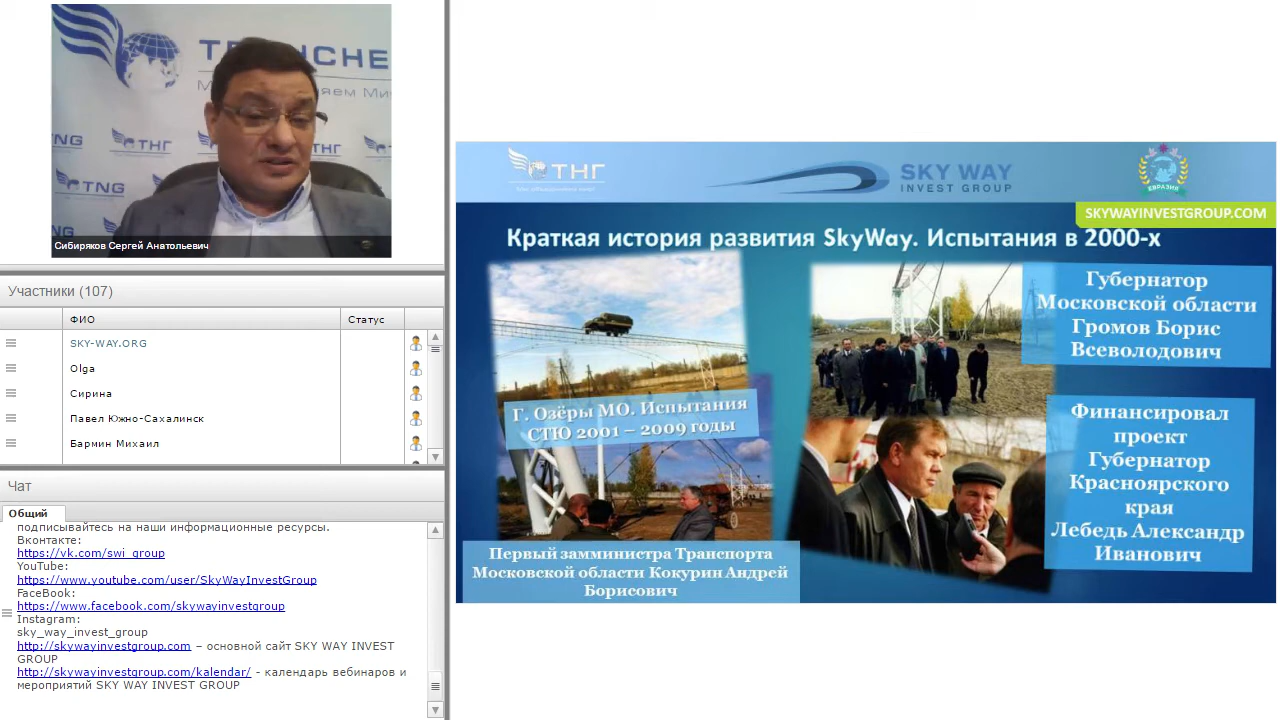 ТНГ
TNG
ТНГ
Сибиряков Сергей Анатольевич
Участники (107)
ФИО
Статус
SKY-WAY.ORG
Olga
Сирина
Павел Южно-Сахалинск
Бармин Михаил
Чат
Общий
подписывайтесь на наши информационные ресурсы.
Вконтакте:
https://vk.com/swi_group
YouTube:
https://www.youtube.com/user/SkyWayInvestGroup
FaceBook:
https://www.facebook.com/skywayinvestgroup
Instagram:
sky_way_invest_group
http://skywayinvestgroup.com – основной сайт SKY WAY INVEST
GROUP
http://skywayinvestgroup.com/kalendar/ - календарь вебинаров и
мероприятий SKY WAY INVEST GROUP
ТНГ
SKY WAY
INVEST GROUP
ЕВРАЗИЯ
SKYWAYINVESTGROUP.COM
Краткая история развития SkyWay. Испытания в 2000-х
Г. Озёры МО. Испытания
СТЮ 2001 – 2009 годы
Первый замминистра Транспорта
Московской области Кокурин Андрей
Борисович
Губернатор
Московской области
Громов Борис
Всеволодович
Финансировал
проект
Губернатор
Красноярского
края
Лебедь Александр
Иванович